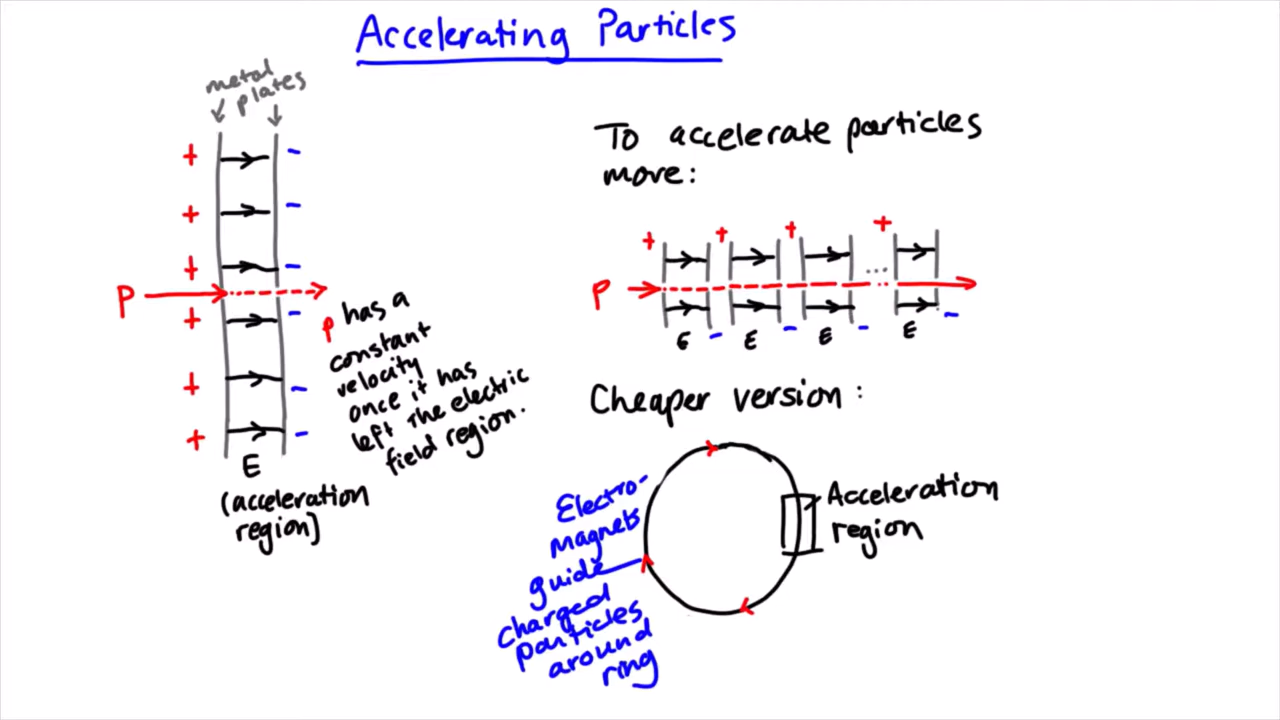 Accelerating Particles
metal
plates
+ -
+ -
+ -
P
+ -
+ -
+ -
E
(acceleration
region)
P has a
constant
velocity
once it has
left the electric
field region.
To accelerate particles
more:
+ + + +
P
...
E - E - E - E -
Cheaper version:
Electro-
magnets
guide
charged
particles
around
ring
Acceleration
region